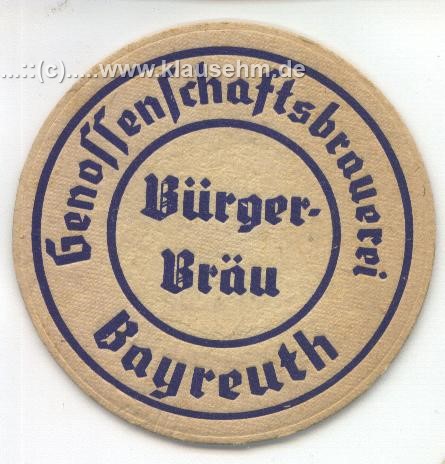 ...::(c).....www.klausehm.de
Genossenschaftsbrauerei
Bürger-
Bräu
Bayreuth